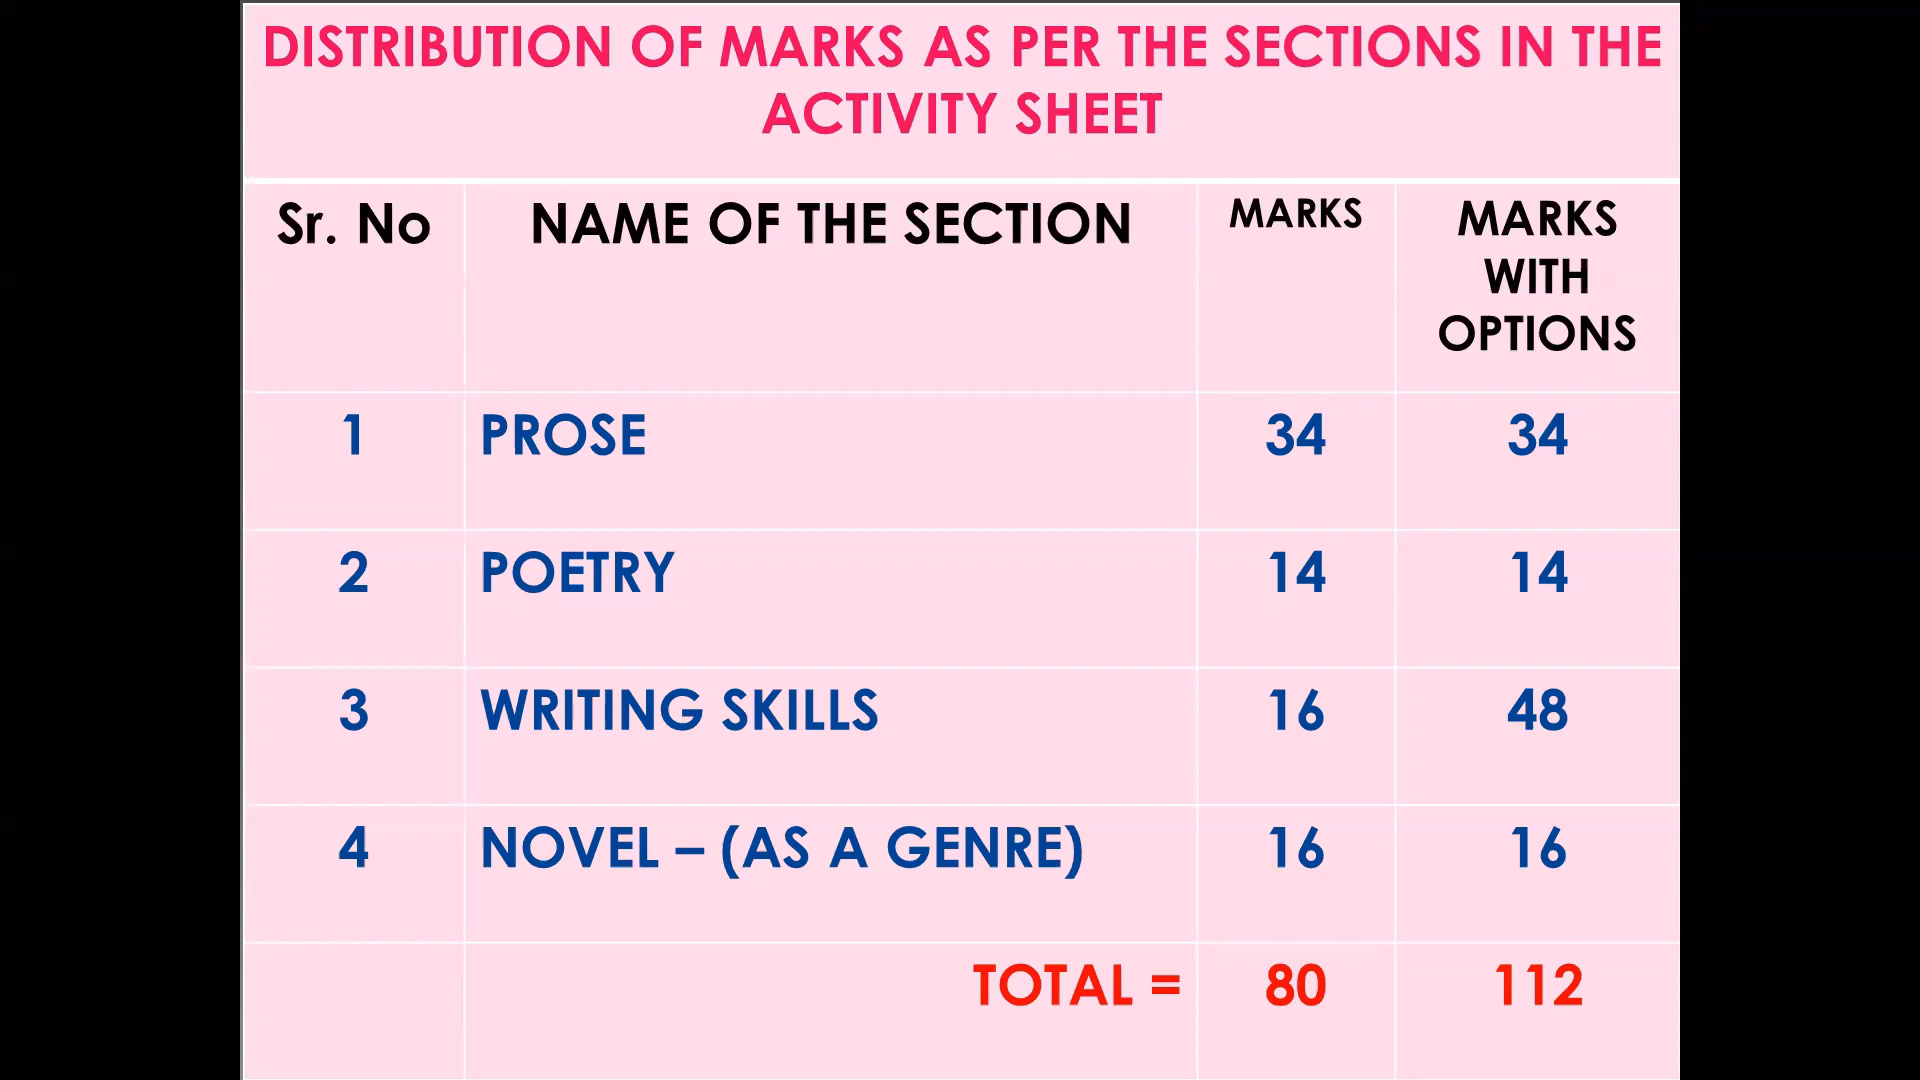 DISTRIBUTION OF MARKS AS PER THE SECTIONS IN THE
ACTIVITY SHEET
Sr. No NAME OF THE SECTION MARKS MARKS
WITH
OPTIONS
1 PROSE 34 34
2 POETRY 14 14
3 WRITING SKILLS 16 48
4 NOVEL – (AS A GENRE) 16 16
TOTAL = 80 112